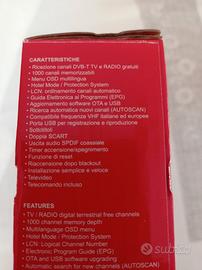 CARATTERISTICHE
• Ricezione canali DVB-T TV e RADIO gratuiti
• 1000 canali memorizzabili
• Menu OSD multilingua
• Hotel Mode / Protection System
• LCN: ordinamento canali automatico
• Guida Elettronica ai Programmi (EPG)
• Aggiornamento software OTA e USB
• Ricerca automatica nuovi canali (AUTOSCAN)
• Compatibile frequenza VHF italiane ed europee
• Porta USB per registrazione e riproduzione
• Sottotitoli
• Doppia SCART
• Uscita audio SPDIF coassiale
• Timer accensione/spegnimento
• Funzione di reset
• Riaccensione dopo blackout
• Installazione semplice e veloce
• Televideo
• Telecomando incluso
FEATURES
• TV / RADIO digital terrestrial free channels
• 1000 channel memory depth
• Multilanguage OSD menu
• Hotel Mode / Protection System
• LCN: Logical Channel Number
• Electronic Program Guide (EPG)
• OTA and USB software upgrading
• Automatic search for new channels (AUTOSCAN)
subito